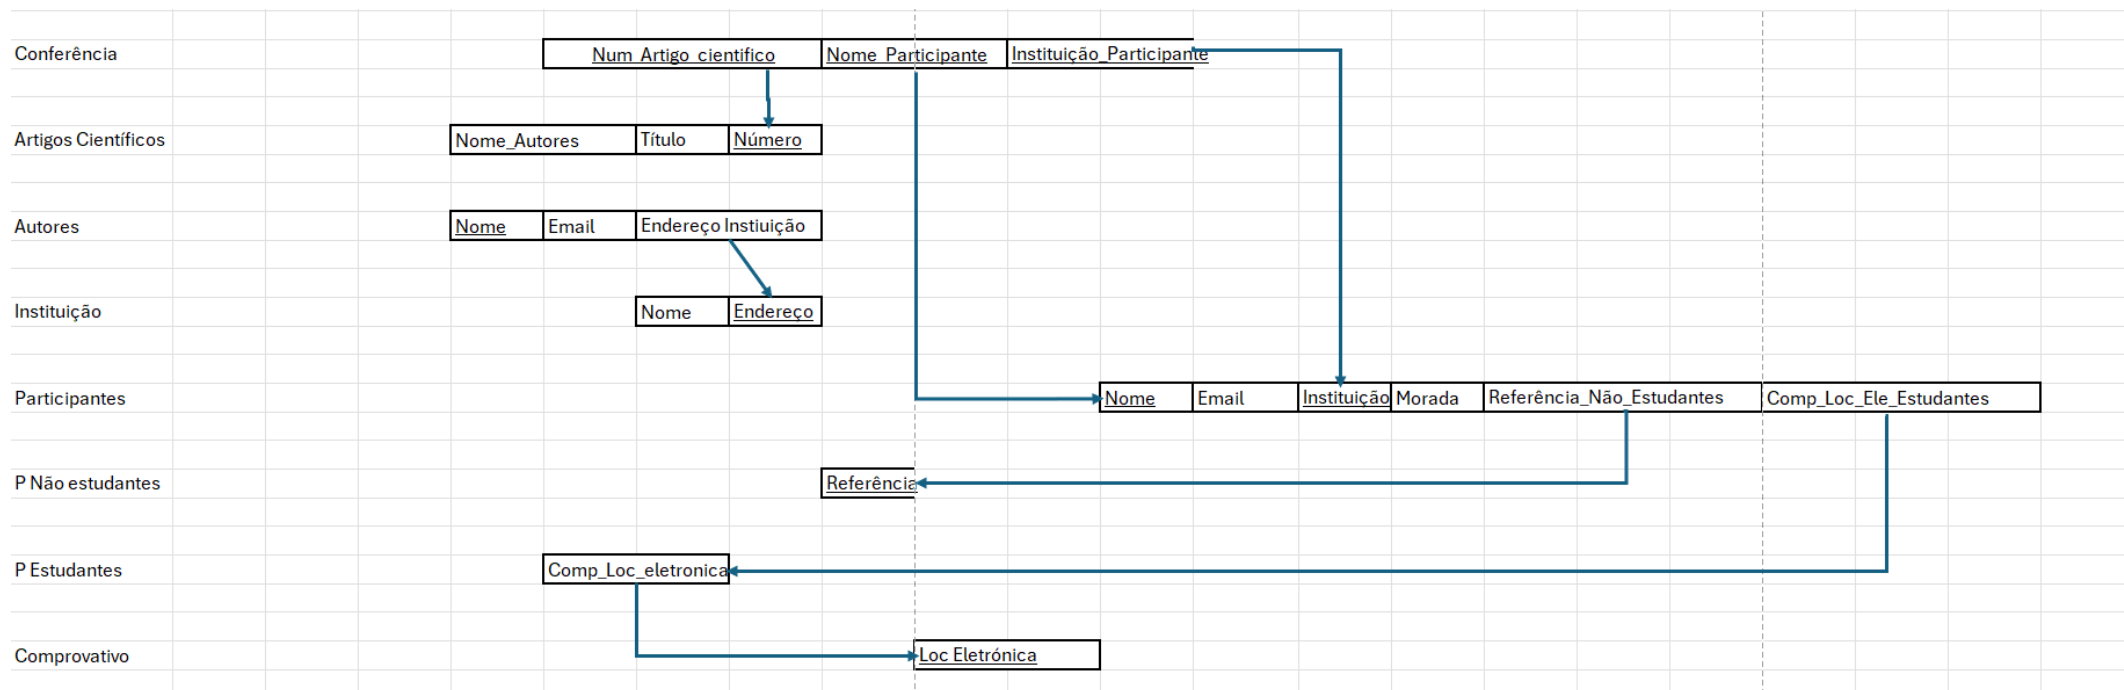 Conferência Num_Artigo_cientifico Nome_Participante Instituição_Participante
Artigos Científicos Nome_Autores Título Número
Autores Nome Email Endereço Instiuição
Instituição Nome Endereço
Participantes Nome Email Instituição Morada Referência_Não_Estudantes Comp_Loc_Ele_Estudantes
P Não estudantes Referência
P Estudantes Comp_Loc_eletronica
Comprovativo Loc Eletrónica